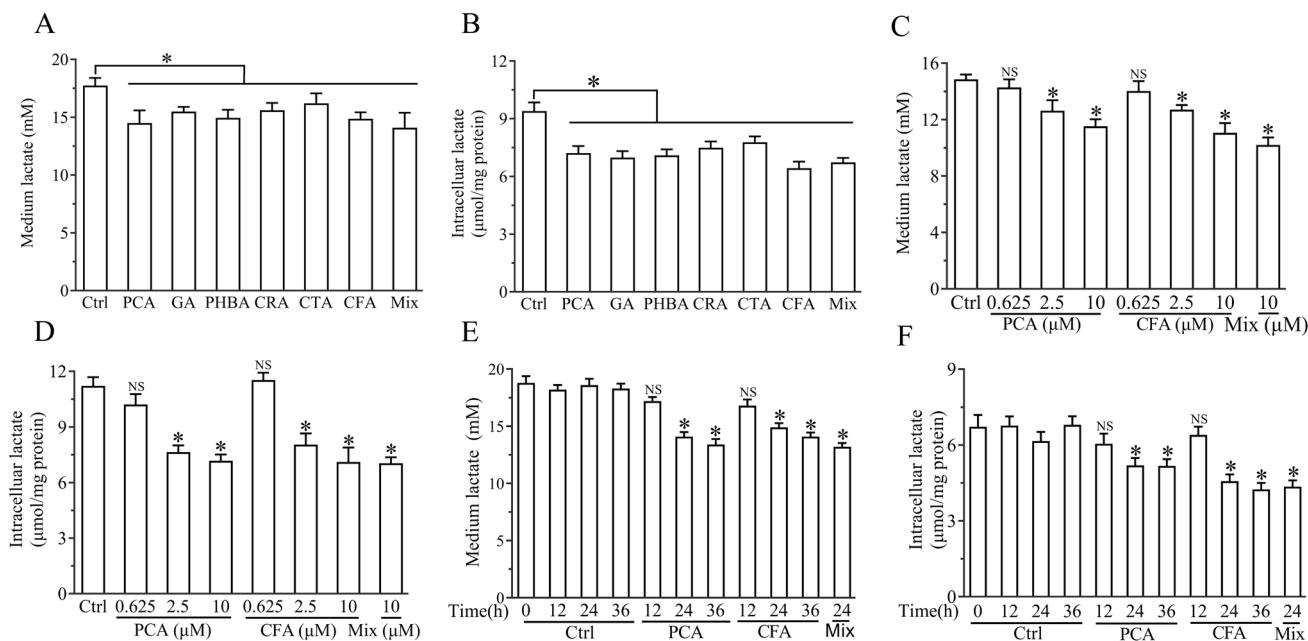 A
Medium lactate (mM)
20
15
10
5
0
*
Ctrl PCA GA PHBA CRA CTA CFA Mix
B
Intracelluar lactate
(μmol/mg protein)
12
9
6
3
0
*
Ctrl PCA GA PHBA CRA CTA CFA Mix
C
Medium lactate (mM)
16
12
8
4
0
NS * * NS * * *
Ctrl 0.625 2.5 10 0.625 2.5 10 10
PCA (μM) CFA (μM) Mix (μM)
D
Intracelluar lactate
(μmol/mg protein)
12
9
6
3
0
NS * * NS * * *
Ctrl 0.625 2.5 10 0.625 2.5 10 10
PCA (μM) CFA (μM) Mix (μM)
E
Medium lactate (mM)
20
15
10
5
0
NS * * NS * * *
Time(h) 0 12 24 36 12 24 36 12 24 36 24
Ctrl PCA CFA Mix
F
Intracelluar lactate
(μmol/mg protein)
9
6
3
0
NS * * NS * * *
Time(h) 0 12 24 36 12 24 36 12 24 36 24
Ctrl PCA CFA Mix